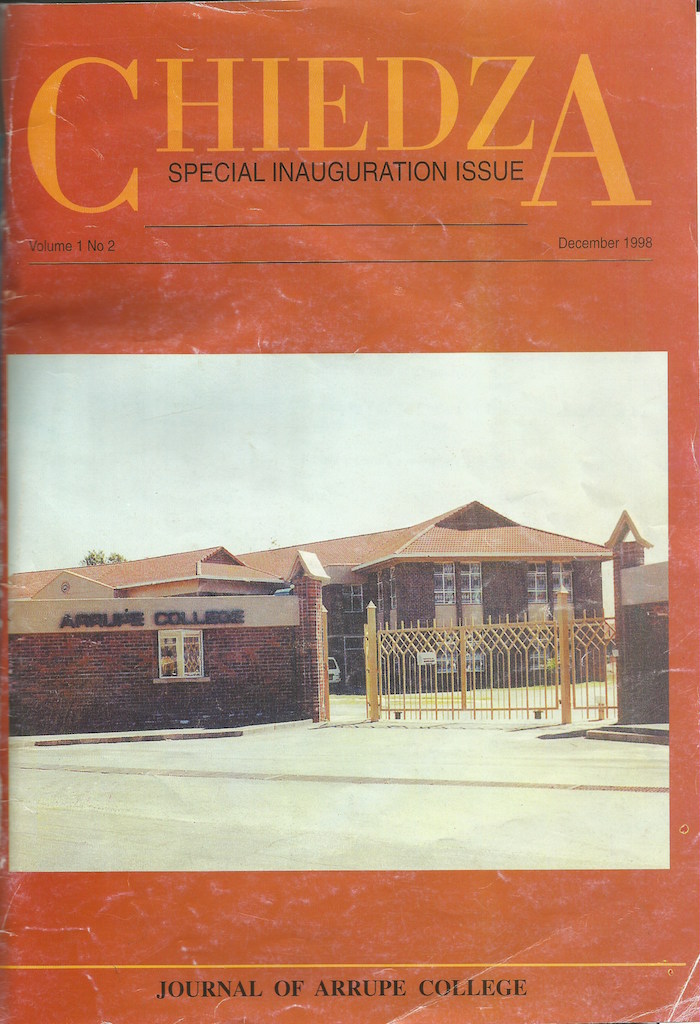 CHIEDZA
SPECIAL INAUGURATION ISSUE
Volume 1 No 2
December 1998
ARRUPE COLLEGE
JOURNAL OF ARRUPE COLLEGE